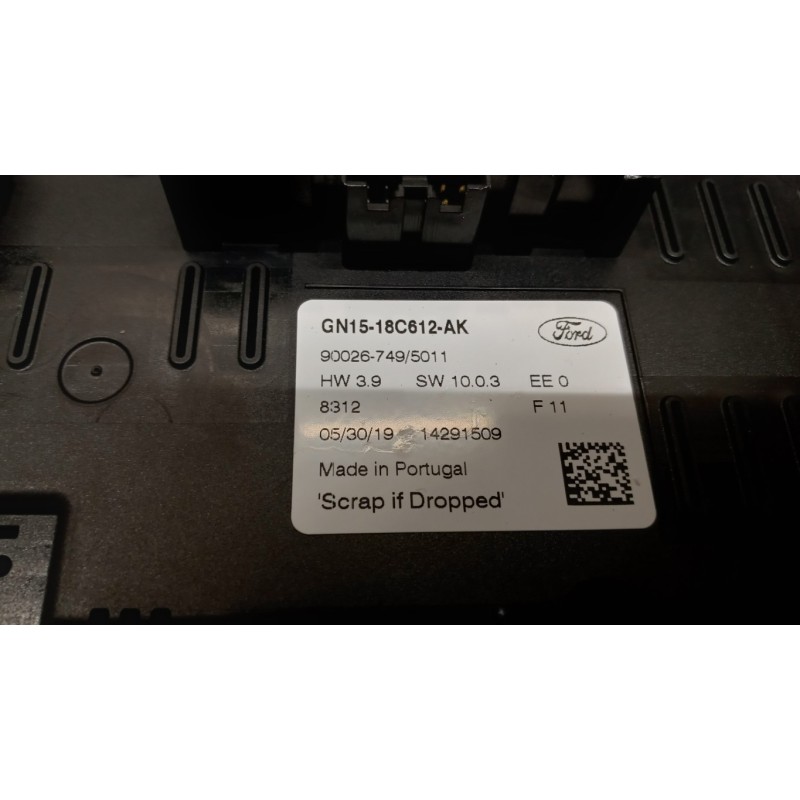 GN15-18C612-AK
Ford
90026-749/5011
HW 3.9 SW 10.0.3 EE 0
8312 F 11
05/30/19 14291509
Made in Portugal
'Scrap if Dropped'